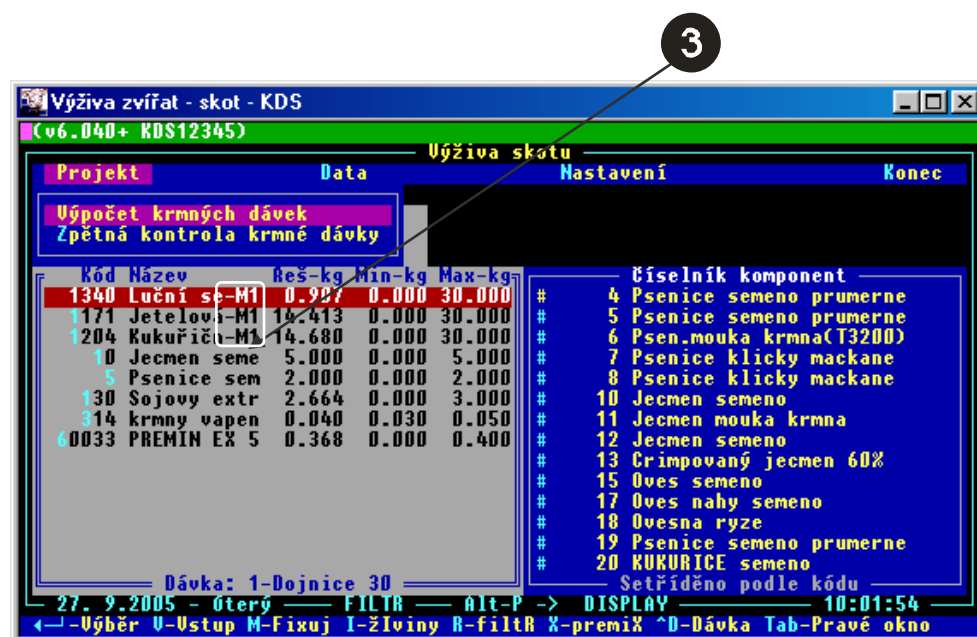 3
Výživa zvířat - skot - KDS
(v6.040+ KDS12345)
Výživa skotu
Projekt Data Nastavení Konec
Výpočet krmných dávek
Zpětná kontrola krmné dávky
Kód Název Řeš-kg Min-kg Max-kg
1340 Luční se-M1 0.907 0.000 30.000
1171 Jetelová-M1 14.413 0.000 30.000
1204 Kukuřičn-M1 14.680 0.000 30.000
10 Jecmen seme 5.000 0.000 5.000
5 Psenice sem 2.000 0.000 2.000
130 Sojovy extr 2.664 0.000 3.000
314 krmny vapen 0.040 0.030 0.050
60033 PREMIN EX 5 0.368 0.000 0.400
Dávka: 1-Dojnice 30
Číselník komponent
# 4 Psenice semeno prumerne
# 5 Psenice semeno prumerne
# 6 Psen.mouka krmna(T3200)
# 7 Psenice klicky mackane
# 8 Psenice klicky mackane
# 10 Jecmen semeno
# 11 Jecmen mouka krmna
# 12 Jecmen semeno
# 13 Crimpovaný jecmen 60%
# 15 Oves semeno
# 17 Oves nahy semeno
# 18 Ovesna ryze
# 19 Psenice semeno prumerne
# 20 KUKURICE semeno
Setříděno podle kódu
27. 9.2005 - úterý FILTR Alt-P -> DISPLAY 10:01:54
◄─┘-Výběr V-Vstup M-Fixuj I-žIviny R-filtR X-premiX ^D-Dávka Tab-Pravé okno